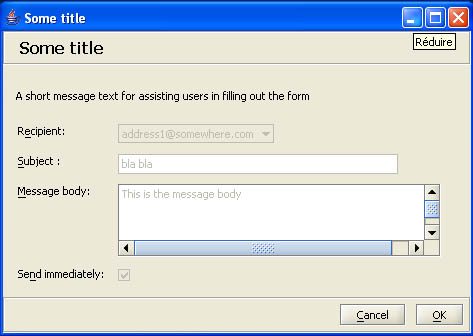 Some title
Some title
Réduire
A short message text for assisting users in filling out the form
Recipient: address1@somewhere.com
Subject : bla bla
Message body: This is the message body
Send immediately:
Cancel OK